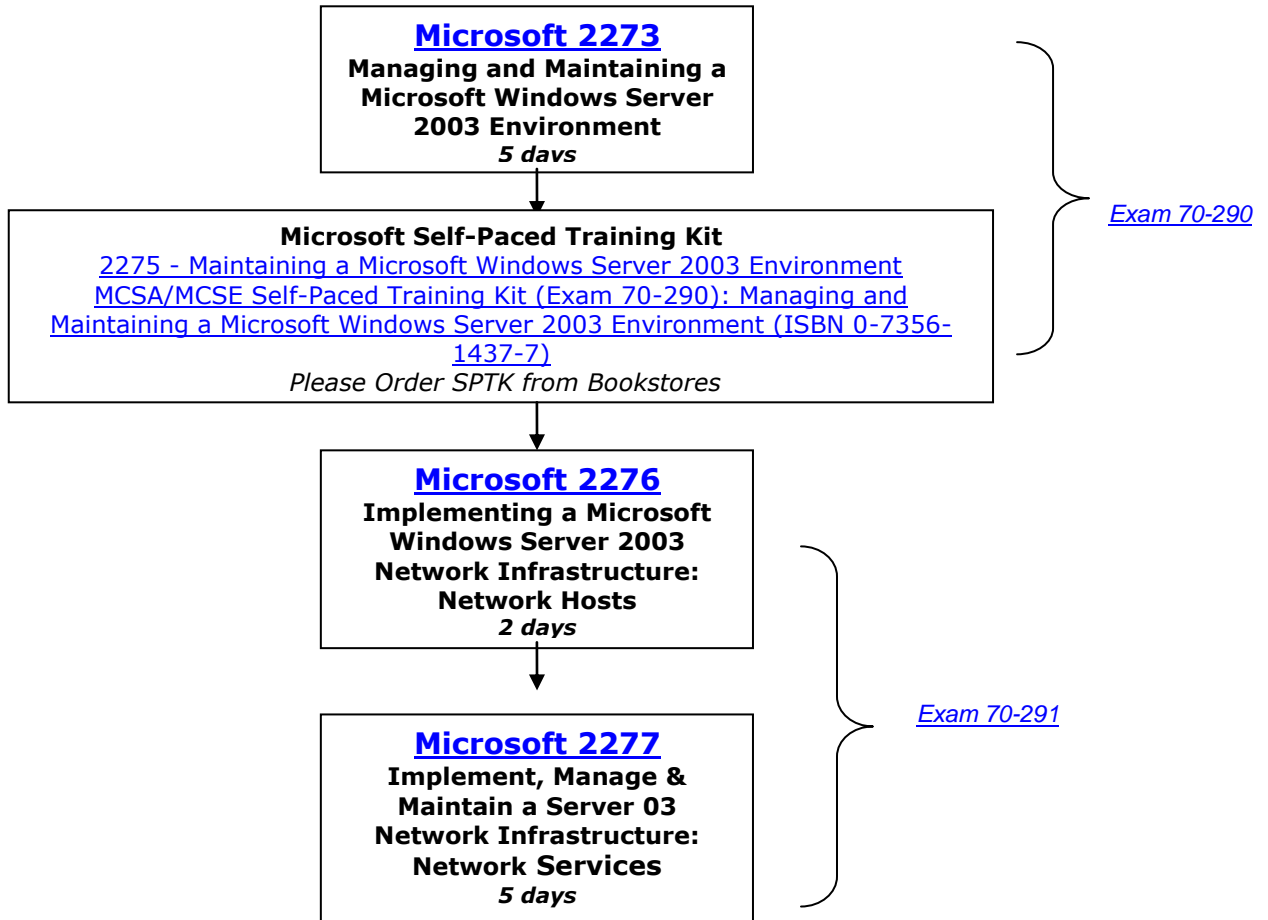 Microsoft 2273
Managing and Maintaining a
Microsoft Windows Server
2003 Environment
5 days
Exam 70-290
Microsoft Self-Paced Training Kit
2275 - Maintaining a Microsoft Windows Server 2003 Environment
MCSA/MCSE Self-Paced Training Kit (Exam 70-290): Managing and
Maintaining a Microsoft Windows Server 2003 Environment (ISBN 0-7356-
1437-7)
Please Order SPTK from Bookstores
Microsoft 2276
Implementing a Microsoft
Windows Server 2003
Network Infrastructure:
Network Hosts
2 days
Exam 70-291
Microsoft 2277
Implement, Manage &
Maintain a Server 03
Network Infrastructure:
Network Services
5 days